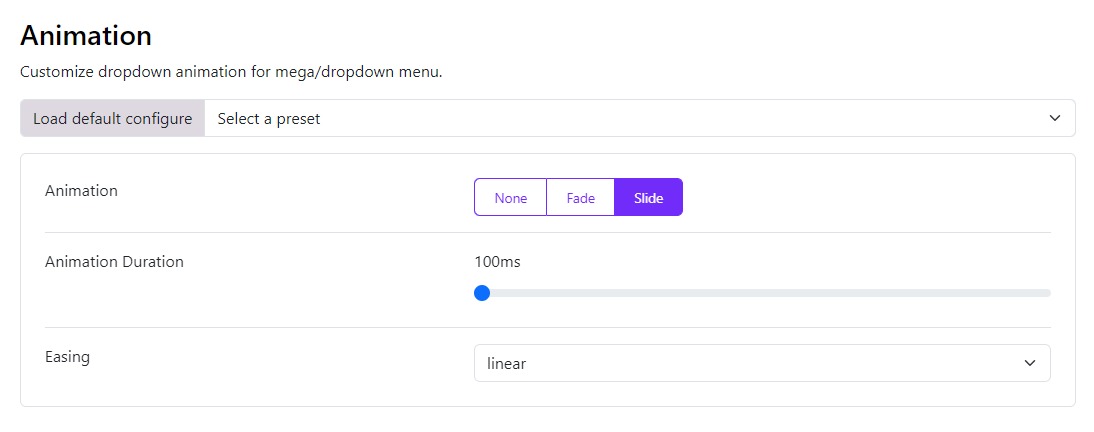 Animation
Customize dropdown animation for mega/dropdown menu.
Load default configure Select a preset
Animation None Fade Slide
Animation Duration 100ms
Easing linear